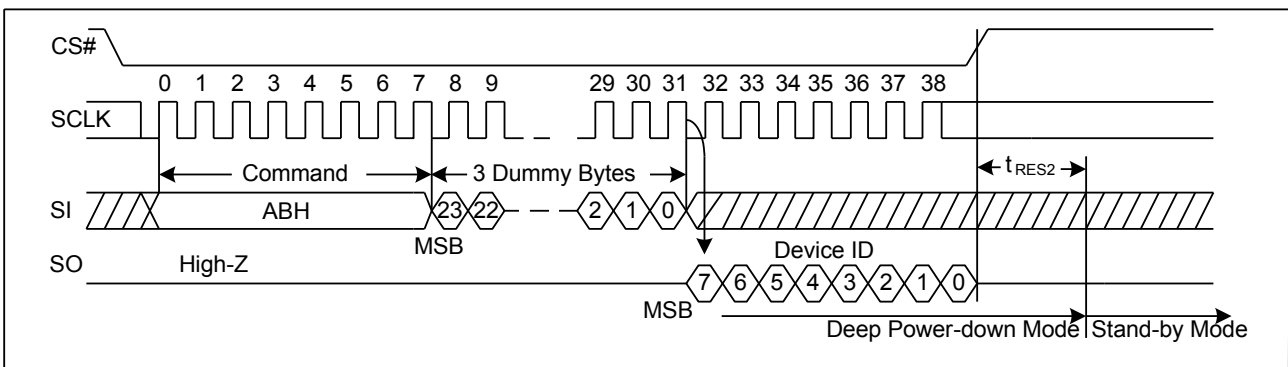 CS#
0 1 2 3 4 5 6 7 8 9 29 30 31 32 33 34 35 36 37 38
SCLK
Command 3 Dummy Bytes tRES2
SI ABH 23 22 2 1 0
MSB
SO High-Z Device ID
7 6 5 4 3 2 1 0
MSB
Deep Power-down Mode Stand-by Mode